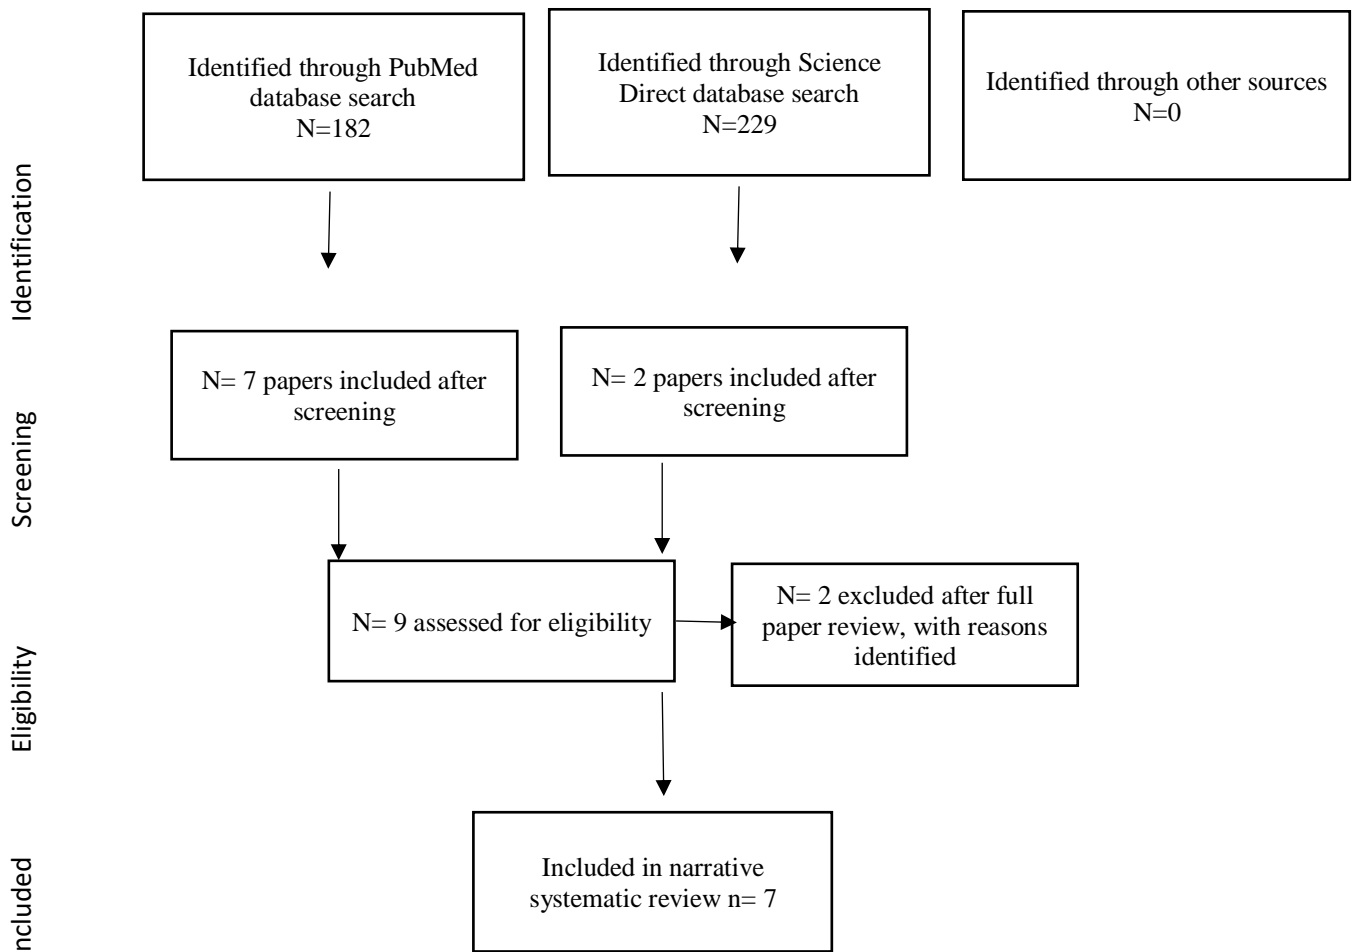 Identified through PubMed
database search
N=182
Identified through Science
Direct database search
N=229
Identified through other sources
N=0
Identification
N= 7 papers included after
screening
N= 2 papers included after
screening
Screening
N= 9 assessed for eligibility
N= 2 excluded after full
paper review, with reasons
identified
Eligibility
Included in narrative
systematic review n= 7
ncluded